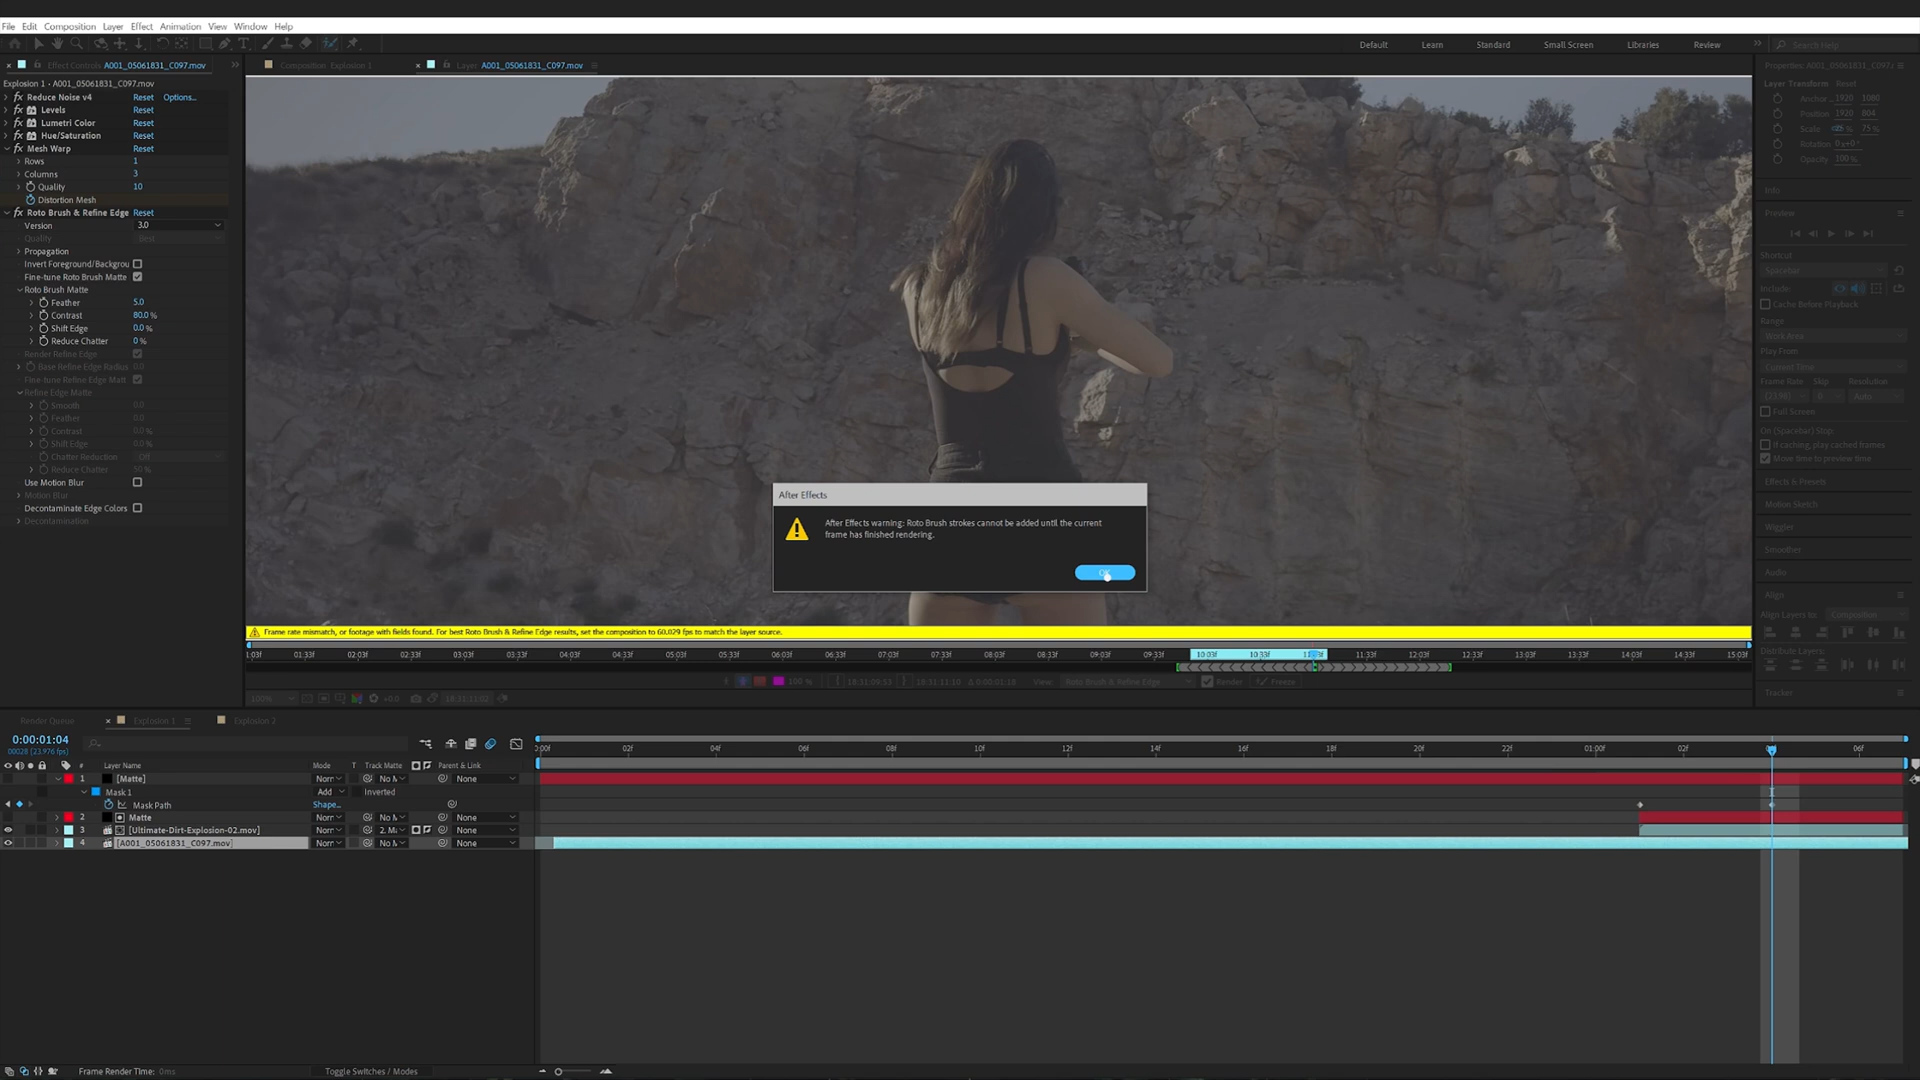 File Edit Composition Layer Effect Animation View Window Help
Default Learn Standard Small Screen Libraries Review Search Help
Effect Controls A001_05061831_C097.mov
Composition Explosion 1
Layer A001_05061831_C097.mov
Explosion 1 · A001_05061831_C097.mov
Reduce Noise v4 Reset Options...
Levels Reset
Lumetri Color Reset
Hue/Saturation Reset
Mesh Warp Reset
Rows 1
Columns 3
Quality 10
Distortion Mesh
Roto Brush & Refine Edge Reset
Version 3.0
Quality Best
Propagation
Invert Foreground/Backgrou
Fine-tune Roto Brush Matte
Roto Brush Matte
Feather 5.0
Contrast 80.0 %
Shift Edge 0.0 %
Reduce Chatter 0 %
Render Refine Edge
Base Refine Edge Radius 0.0
Fine-tune Refine Edge Matt
Refine Edge Matte
Smooth 0.0
Feather 0.0
Contrast 0.0 %
Shift Edge 0.0 %
Chatter Reduction Off
Reduce Chatter 50 %
Use Motion Blur
Motion Blur
Decontaminate Edge Colors
Decontamination
After Effects
After Effects warning: Roto Brush strokes cannot be added until the current
frame has finished rendering.
OK
Frame rate mismatch, or footage with fields found. For best Roto Brush & Refine Edge results, set the composition to 60.029 fps to match the layer source.
1:03f 01:33f 02:03f 02:33f 03:03f 03:33f 04:03f 04:33f 05:03f 05:33f 06:03f 06:33f 07:03f 07:33f 08:03f 08:33f 09:03f 09:33f 10:03f 10:33f 11:03f 11:33f 12:03f 12:33f 13:03f 13:33f 14:03f 14:33f 15:03f
100 % 18:31:09:53 18:31:11:10 Δ 0:00:01:18 View: Roto Brush & Refine Edge Render Freeze
100% +0.0 18:31:11:02
Properties: A001_05061831_C097.r
Layer Transform Reset
Anchor ... 1920 1080
Position 1920 604
Scale 75 %
Rotation 0x+0°
Opacity 100 %
Info
Preview
Shortcut
Spacebar
Include:
Cache Before Playback
Range
Work Area
Play From
Current Time
Frame Rate Skip Resolution
(23.98) 0 Auto
Full Screen
On (Spacebar) Stop:
If caching, play cached frames
Move time to preview time
Effects & Presets
Motion Sketch
Wiggler
Smoother
Audio
Align
Align Layers to: Composition
Distribute Layers:
Tracker
Render Queue Explosion 1 Explosion 2
0:00:01:04
00028 (23.976 fps)
# Layer Name Mode T Track Matte Parent & Link
:00f 02f 04f 06f 08f 10f 12f 14f 16f 18f 20f 22f 01:00f 02f 06f
1 [Matte] Norr No M None
Mask 1 Add Inverted
Mask Path Shape...
2 Matte Norr No M None
3 [Ultimate-Dirt-Explosion-02.mov] Norr 2. M None
4 [A001_05061831_C097.mov] Norr No M None
Frame Render Time: 0ms Toggle Switches / Modes